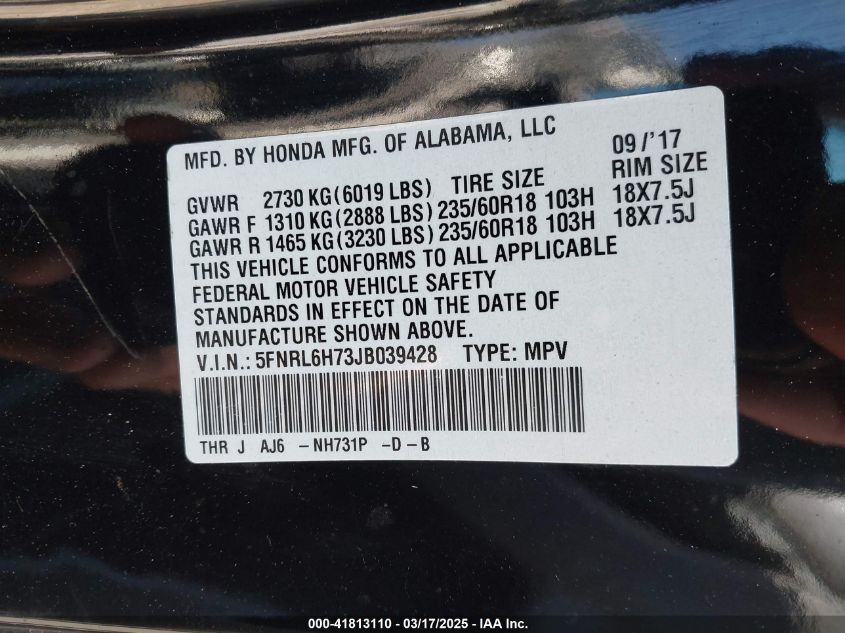 MFD. BY HONDA MFG. OF ALABAMA, LLC 09/'17
GVWR 2730 KG(6019 LBS) TIRE SIZE RIM SIZE
GAWR F 1310 KG(2888 LBS) 235/60R18 103H 18X7.5J
GAWR R 1465 KG(3230 LBS) 235/60R18 103H 18X7.5J
THIS VEHICLE CONFORMS TO ALL APPLICABLE
FEDERAL MOTOR VEHICLE SAFETY
STANDARDS IN EFFECT ON THE DATE OF
MANUFACTURE SHOWN ABOVE.
V.I.N.: 5FNRL6H73JB039428 TYPE: MPV
THR J AJ6 -NH731P -D-B
000-41813110 - 03/17/2025 - IAA Inc.